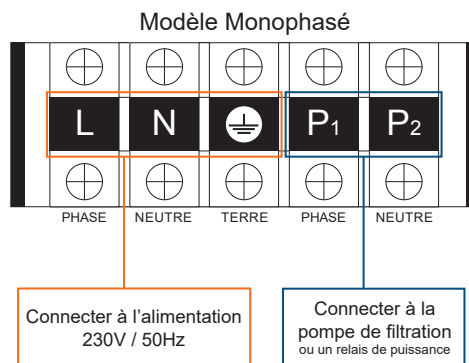 Modèle Monophasé
L N P1 P2
PHASE NEUTRE TERRE PHASE NEUTRE
Connecter à l’alimentation
230V / 50Hz
Connecter à la
pompe de filtration
ou un relais de puissance